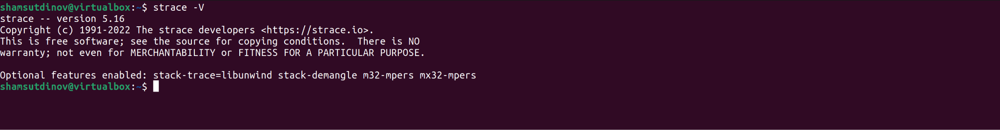 shamsutdinov@virtualbox:~$ strace -V
strace -- version 5.16
Copyright (c) 1991-2022 The strace developers <https://strace.io>.
This is free software; see the source for copying conditions.  There is NO
warranty; not even for MERCHANTABILITY or FITNESS FOR A PARTICULAR PURPOSE.

Optional features enabled: stack-trace=libunwind stack-demangle m32-mpers mx32-mpers
shamsutdinov@virtualbox:~$